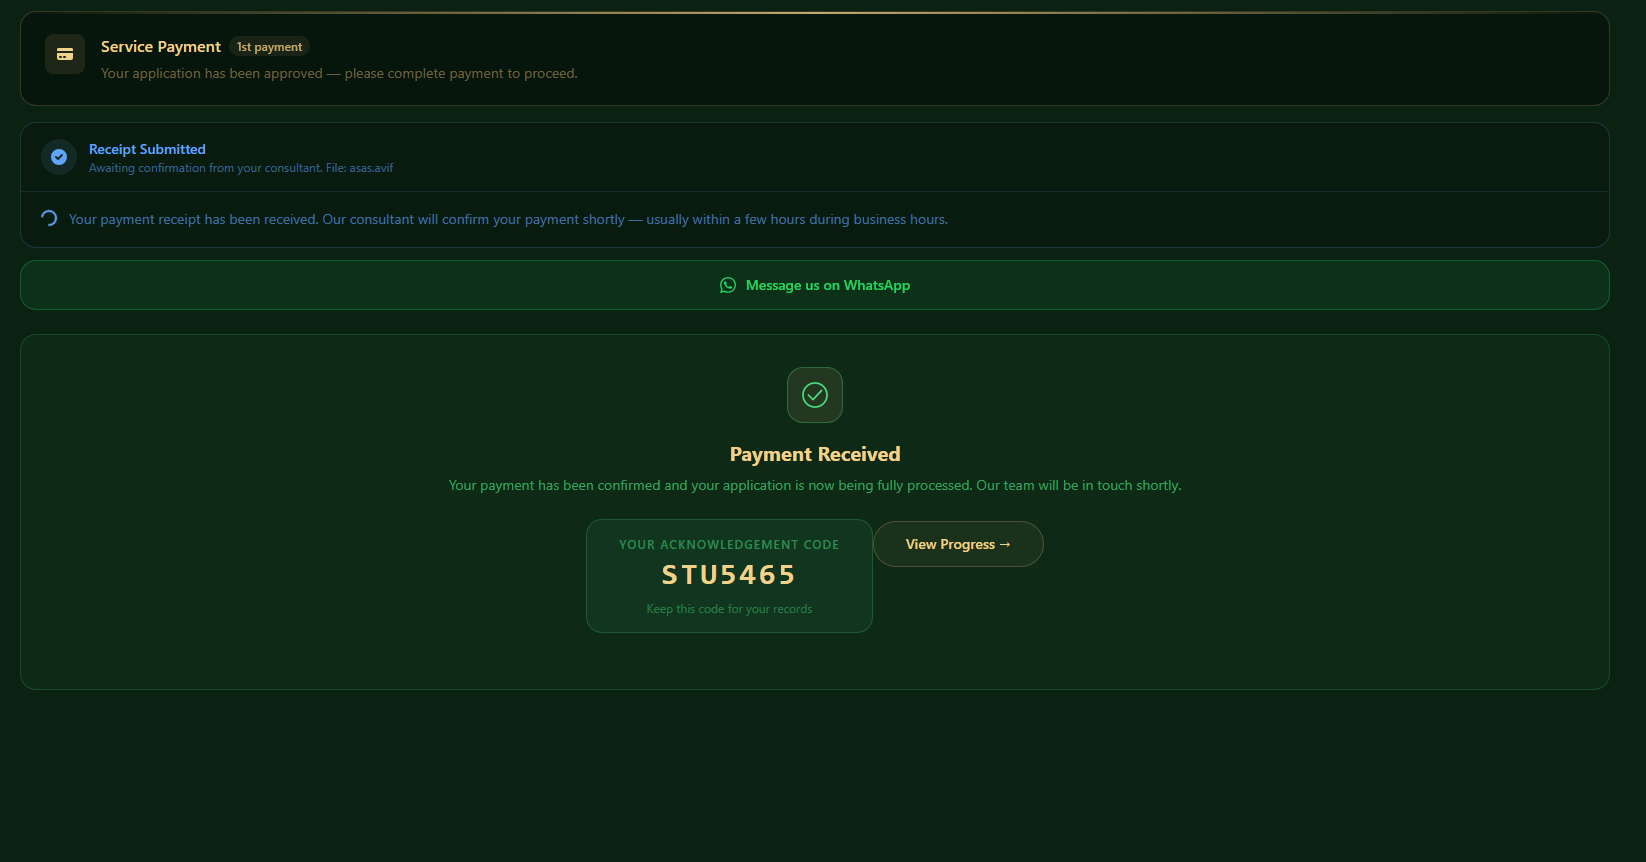 Service Payment 1st payment
Your application has been approved — please complete payment to proceed.
Receipt Submitted
Awaiting confirmation from your consultant. File: asas.avif
Your payment receipt has been received. Our consultant will confirm your payment shortly — usually within a few hours during business hours.
Message us on WhatsApp
Payment Received
Your payment has been confirmed and your application is now being fully processed. Our team will be in touch shortly.
YOUR ACKNOWLEDGEMENT CODE
STU5465
Keep this code for your records
View Progress →